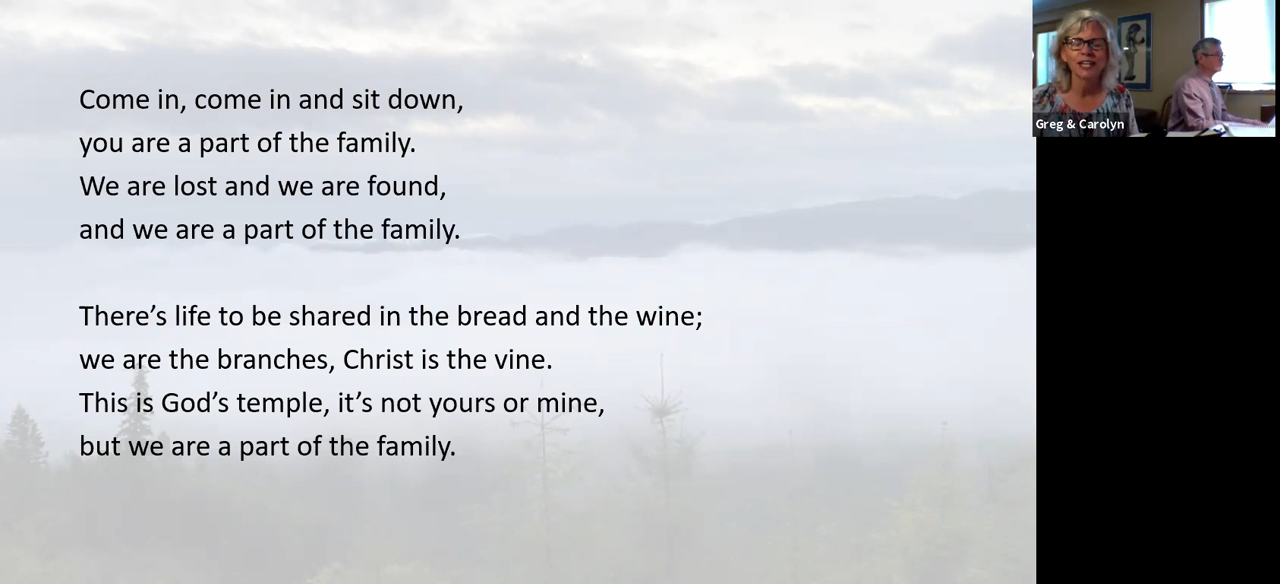 Come in, come in and sit down,
you are a part of the family.
We are lost and we are found,
and we are a part of the family.
There’s life to be shared in the bread and the wine;
we are the branches, Christ is the vine.
This is God’s temple, it’s not yours or mine,
but we are a part of the family.
Greg & Carolyn